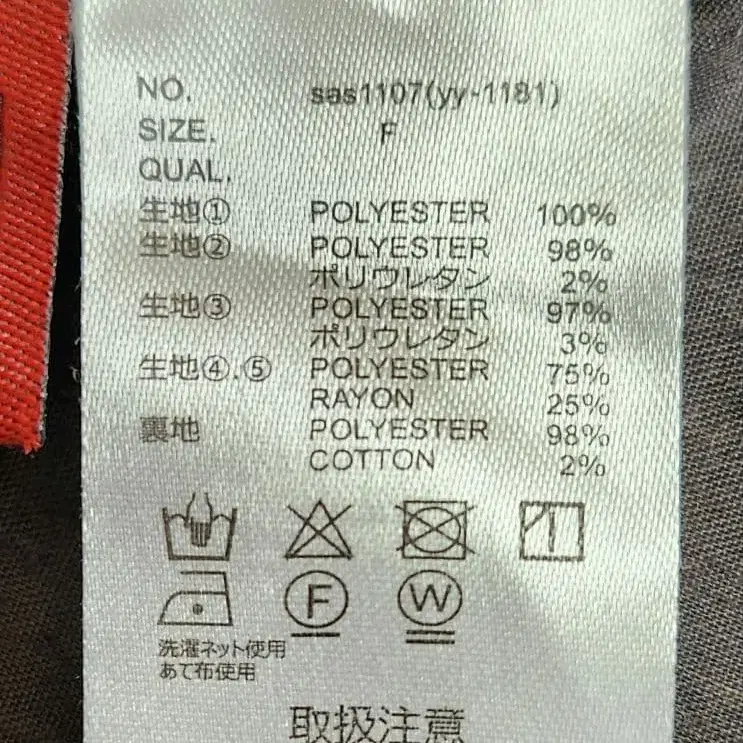 NO. sas1107(yy-1181)
SIZE. F
QUAL.
生地① POLYESTER 100%
生地② POLYESTER 98%
ポリウレタン 2%
生地③ POLYESTER 97%
ポリウレタン 3%
生地④.⑤ POLYESTER 75%
RAYON 25%
裏地 POLYESTER 98%
COTTON 2%
F W
洗濯ネット使用
あて布使用
取扱注意